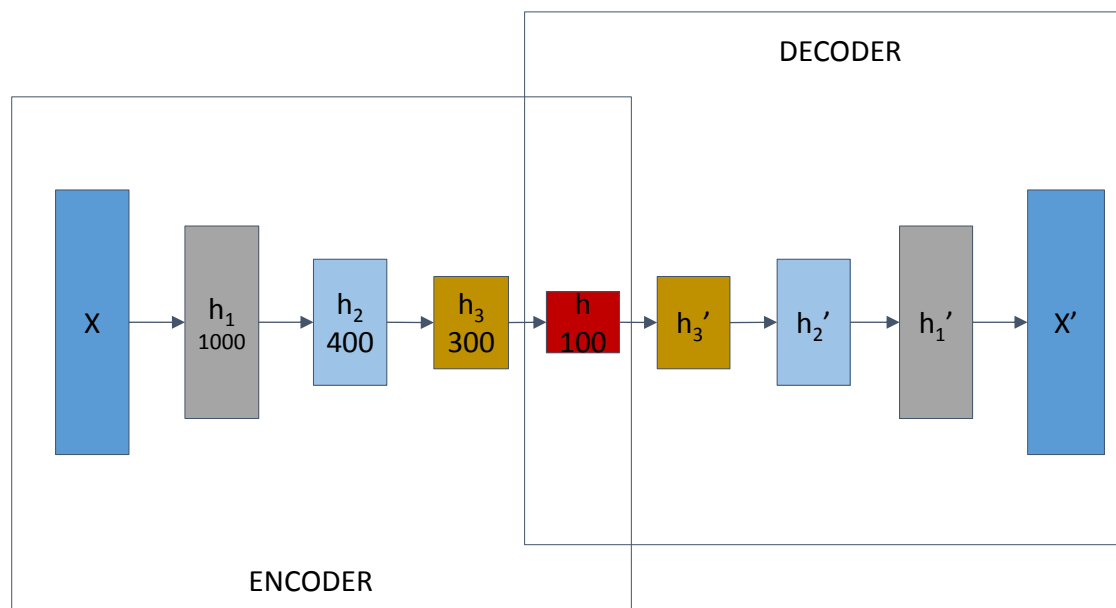 DECODER
X
h₁
1000
h₂
400
h₃
300
h
100
h₃’
h₂’
h₁’
X’
ENCODER